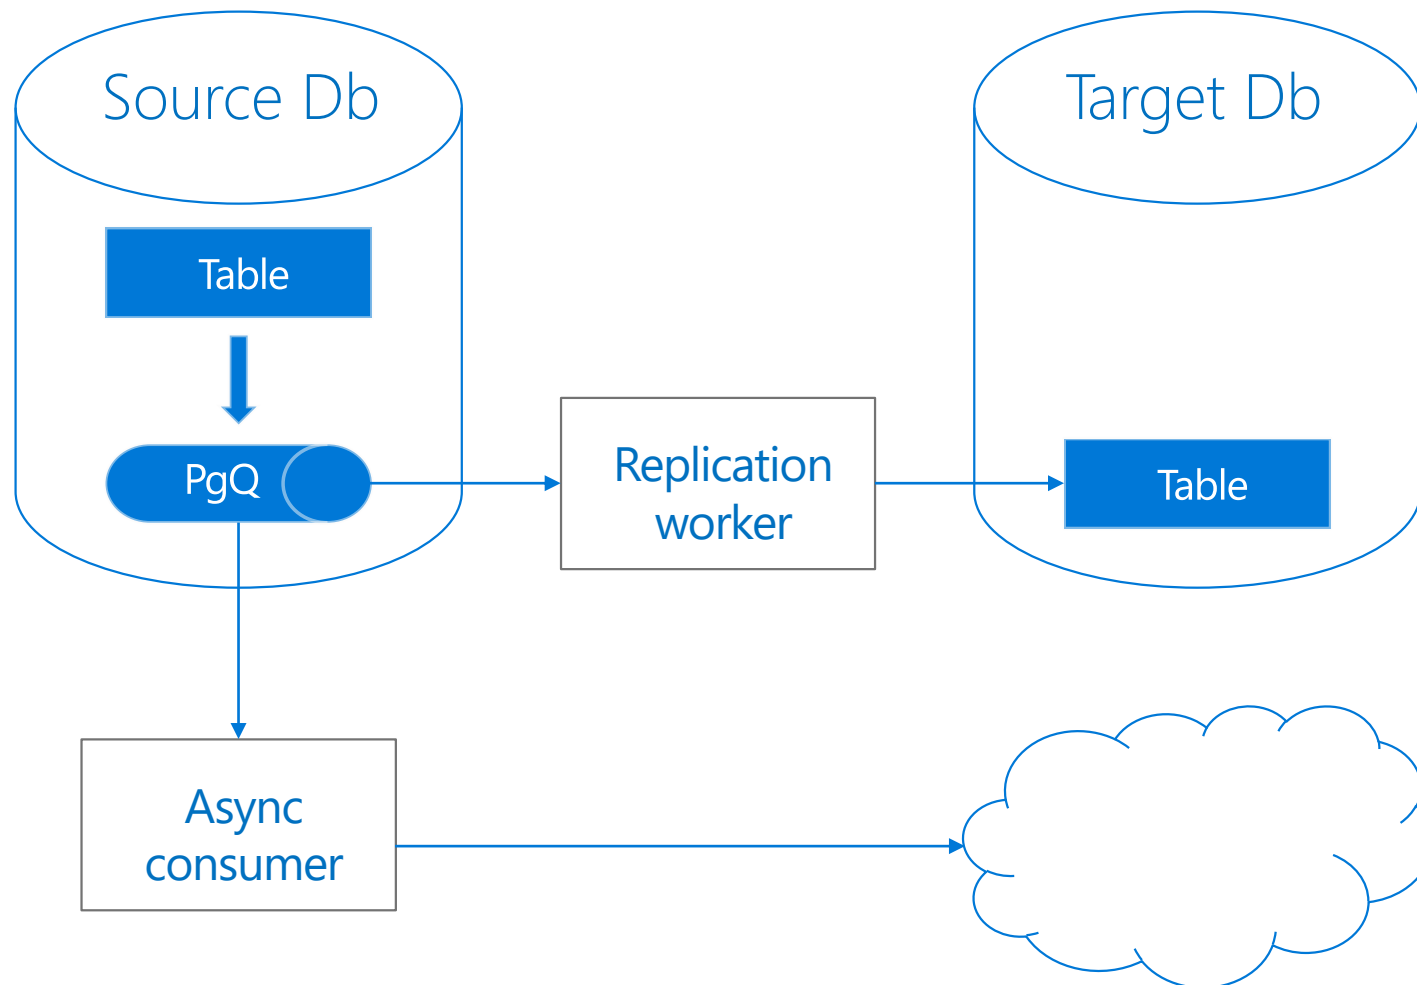 Source Db
Target Db
Table
PgQ
Replication
worker
Table
Async
consumer